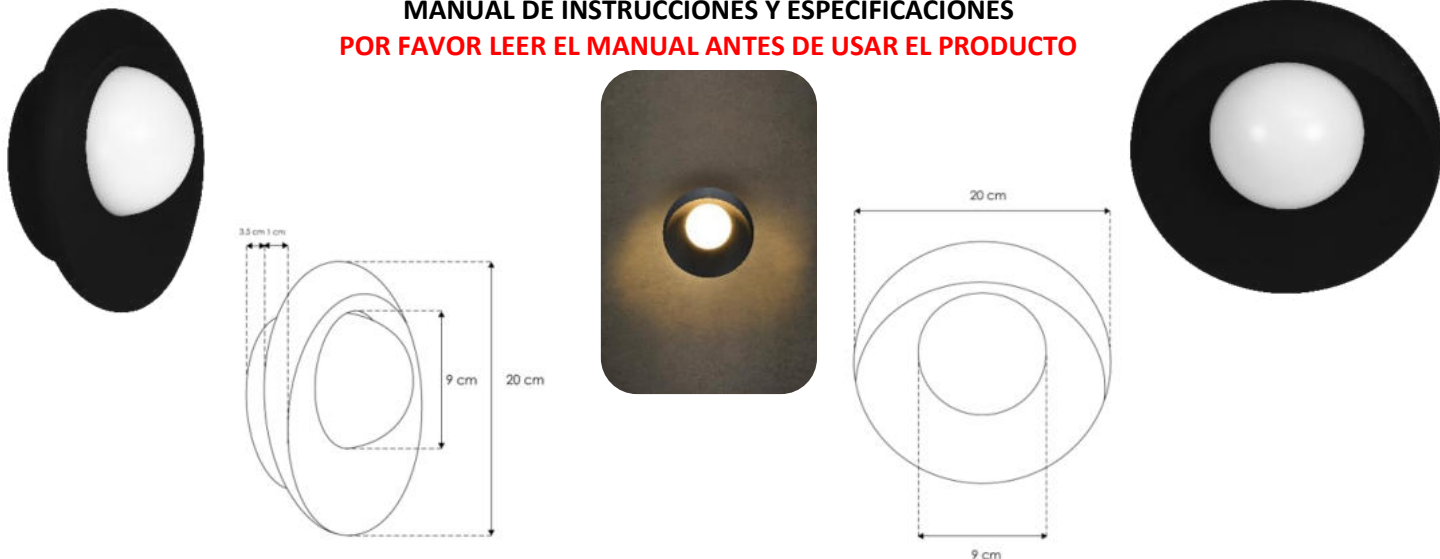 MANUAL DE INSTRUCCIONES Y ESPECIFICACIONES
POR FAVOR LEER EL MANUAL ANTES DE USAR EL PRODUCTO
20 cm
3.5 cm 1 cm
9 cm
20 cm
9 cm